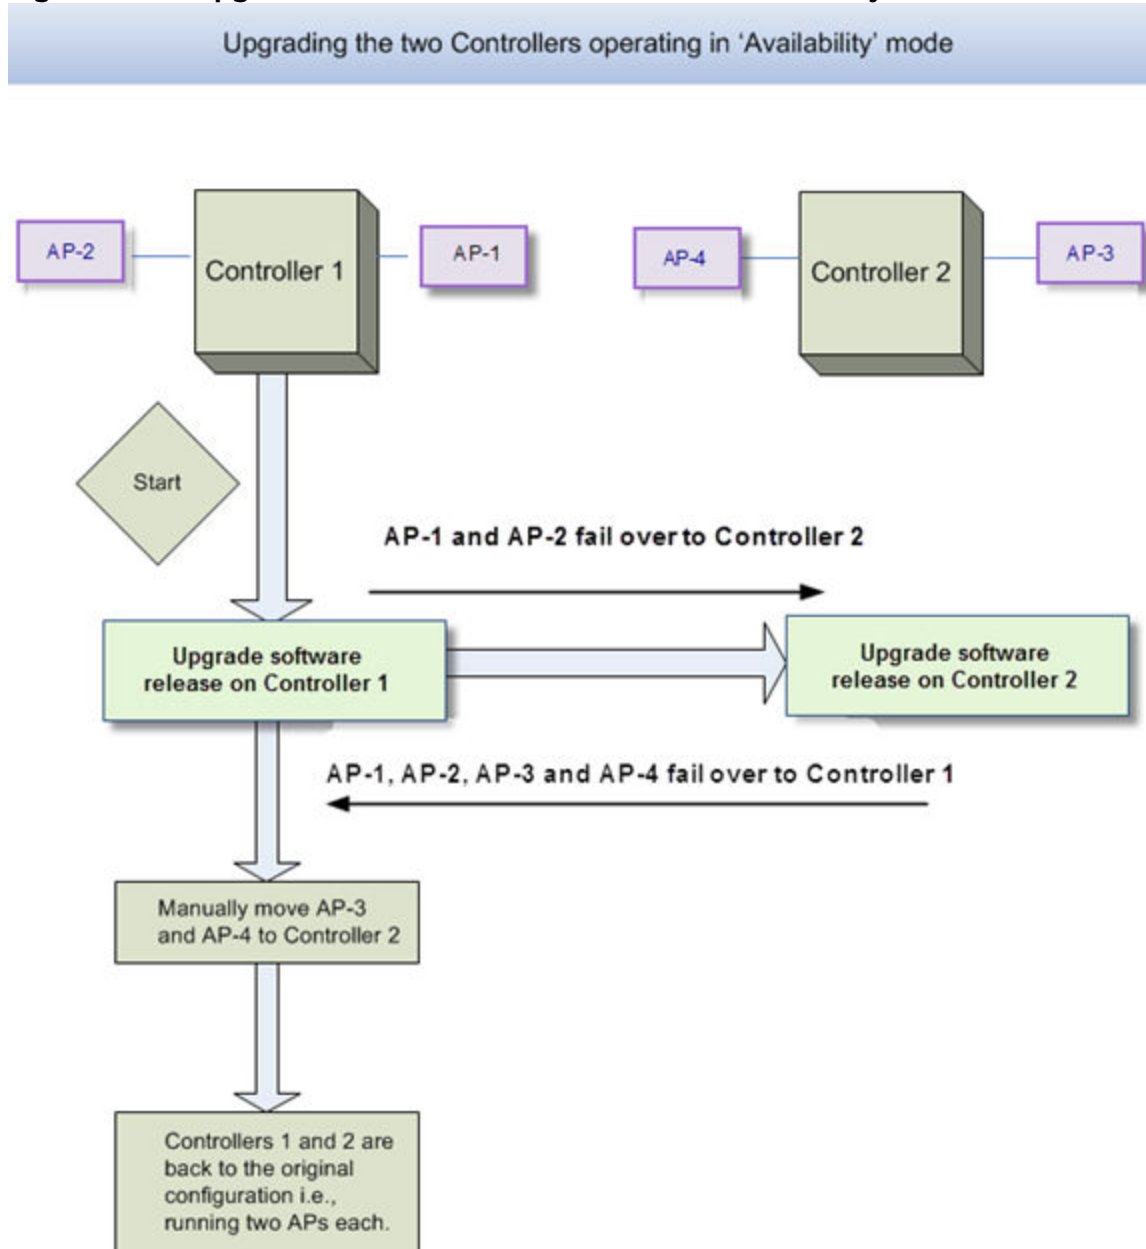 Upgrading the two Controllers operating in ‘Availability’ mode
AP-2
Controller 1
AP-1
AP-4
Controller 2
AP-3
Start
AP-1 and AP-2 fail over to Controller 2
Upgrade software
release on Controller 1
Upgrade software
release on Controller 2
AP-1, AP-2, AP-3 and AP-4 fail over to Controller 1
Manually move AP-3
and AP-4 to Controller 2
Controllers 1 and 2 are
back to the original
configuration i.e.,
running two APs each.